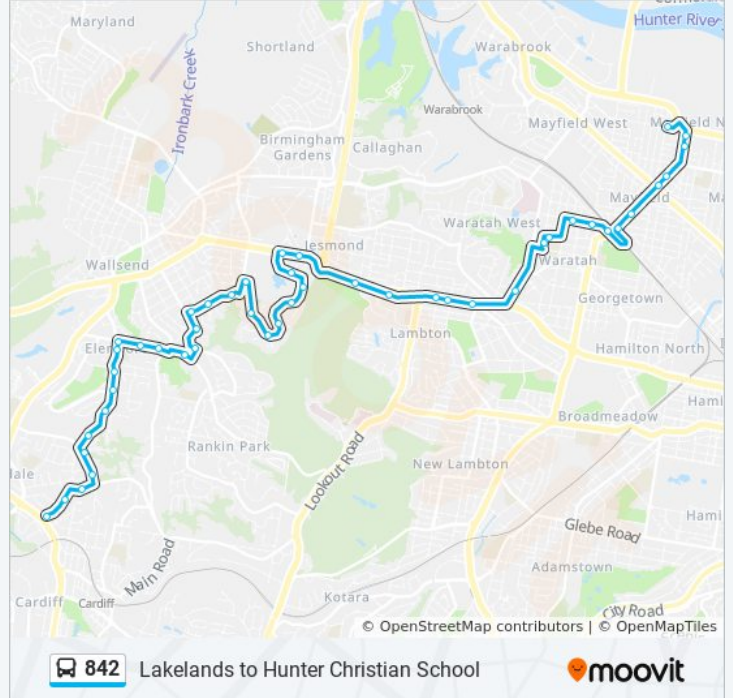 Maryland
Shortland
Hunter River
Warabrook
Ironbark Creek
Warabrook
Mayfield West
Birmingham
Gardens
Callaghan
Mayfield
Waratah West
Jesmond
Wallsend
Waratah
Georgetown
Lambton
Hamilton North
Broadmeadow
Rankin Park
New Lambton
Lookout Road
Glebe Road
Adamstown
Main Road
Cardiff
Cardiff
Kotara
City Road
© OpenStreetMap contributors | © OpenMapTiles
842 Lakelands to Hunter Christian School
moovit